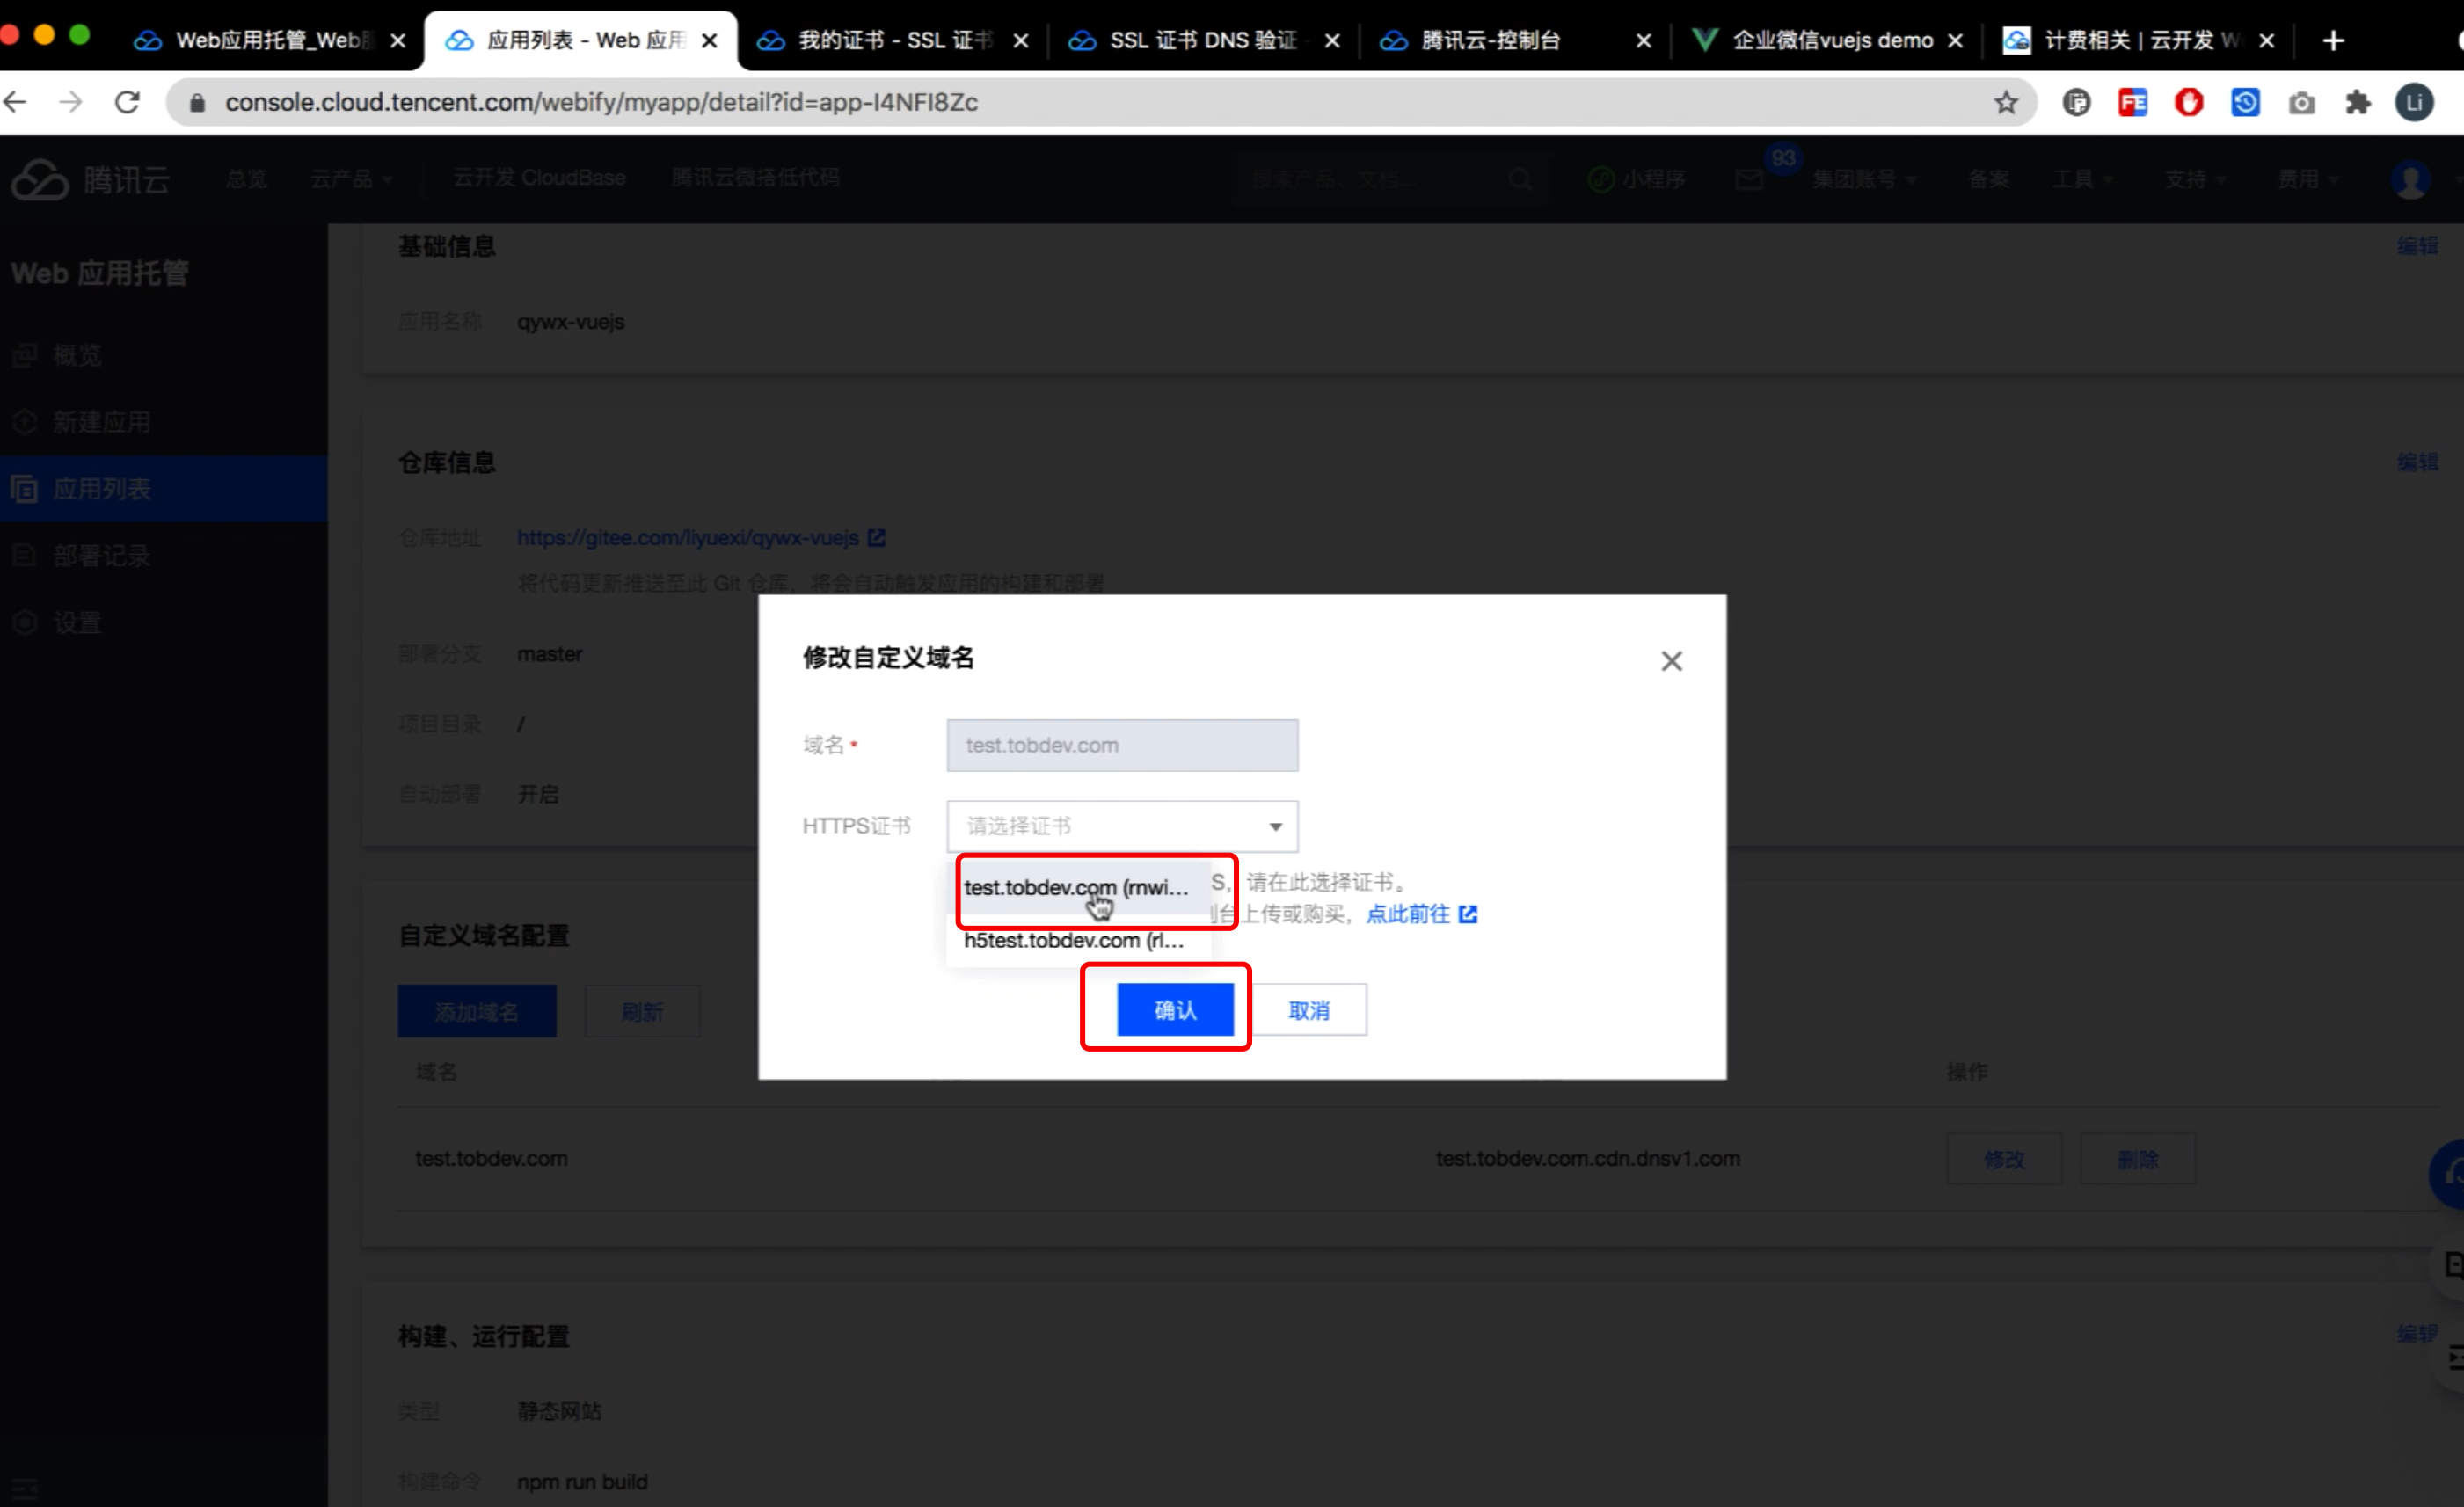 Web应用托管_Web
应用列表 - Web 应用
我的证书 - SSL 证书
SSL 证书 DNS 验证
腾讯云-控制台
企业微信vuejs demo
计费相关 | 云开发 W
console.cloud.tencent.com/webify/myapp/detail?id=app-I4NFI8Zc
FE
Li
腾讯云
总览
云产品
云开发 CloudBase
腾讯云微搭低代码
搜索产品、文档...
小程序
93
集团账号
备案
工具
支持
费用
Web 应用托管
概览
新建应用
应用列表
部署记录
设置
基础信息
编辑
应用名称 qywx-vuejs
仓库信息
编辑
仓库地址 https://gitee.com/liyuexi/qywx-vuejs
将代码更新推送至此 Git 仓库，将会自动触发应用的构建和部署
部署分支 master
项目目录 /
自动部署 开启
修改自定义域名
域名 * test.tobdev.com
HTTPS证书 请选择证书
test.tobdev.com (rnwi...
S，请在此选择证书。
台上传或购买，点此前往
h5test.tobdev.com (rl...
确认 取消
自定义域名配置
添加域名 刷新
域名 操作
test.tobdev.com test.tobdev.com.cdn.dnsv1.com 修改 删除
构建、运行配置
编辑
类型 静态网站
构建命令 npm run build